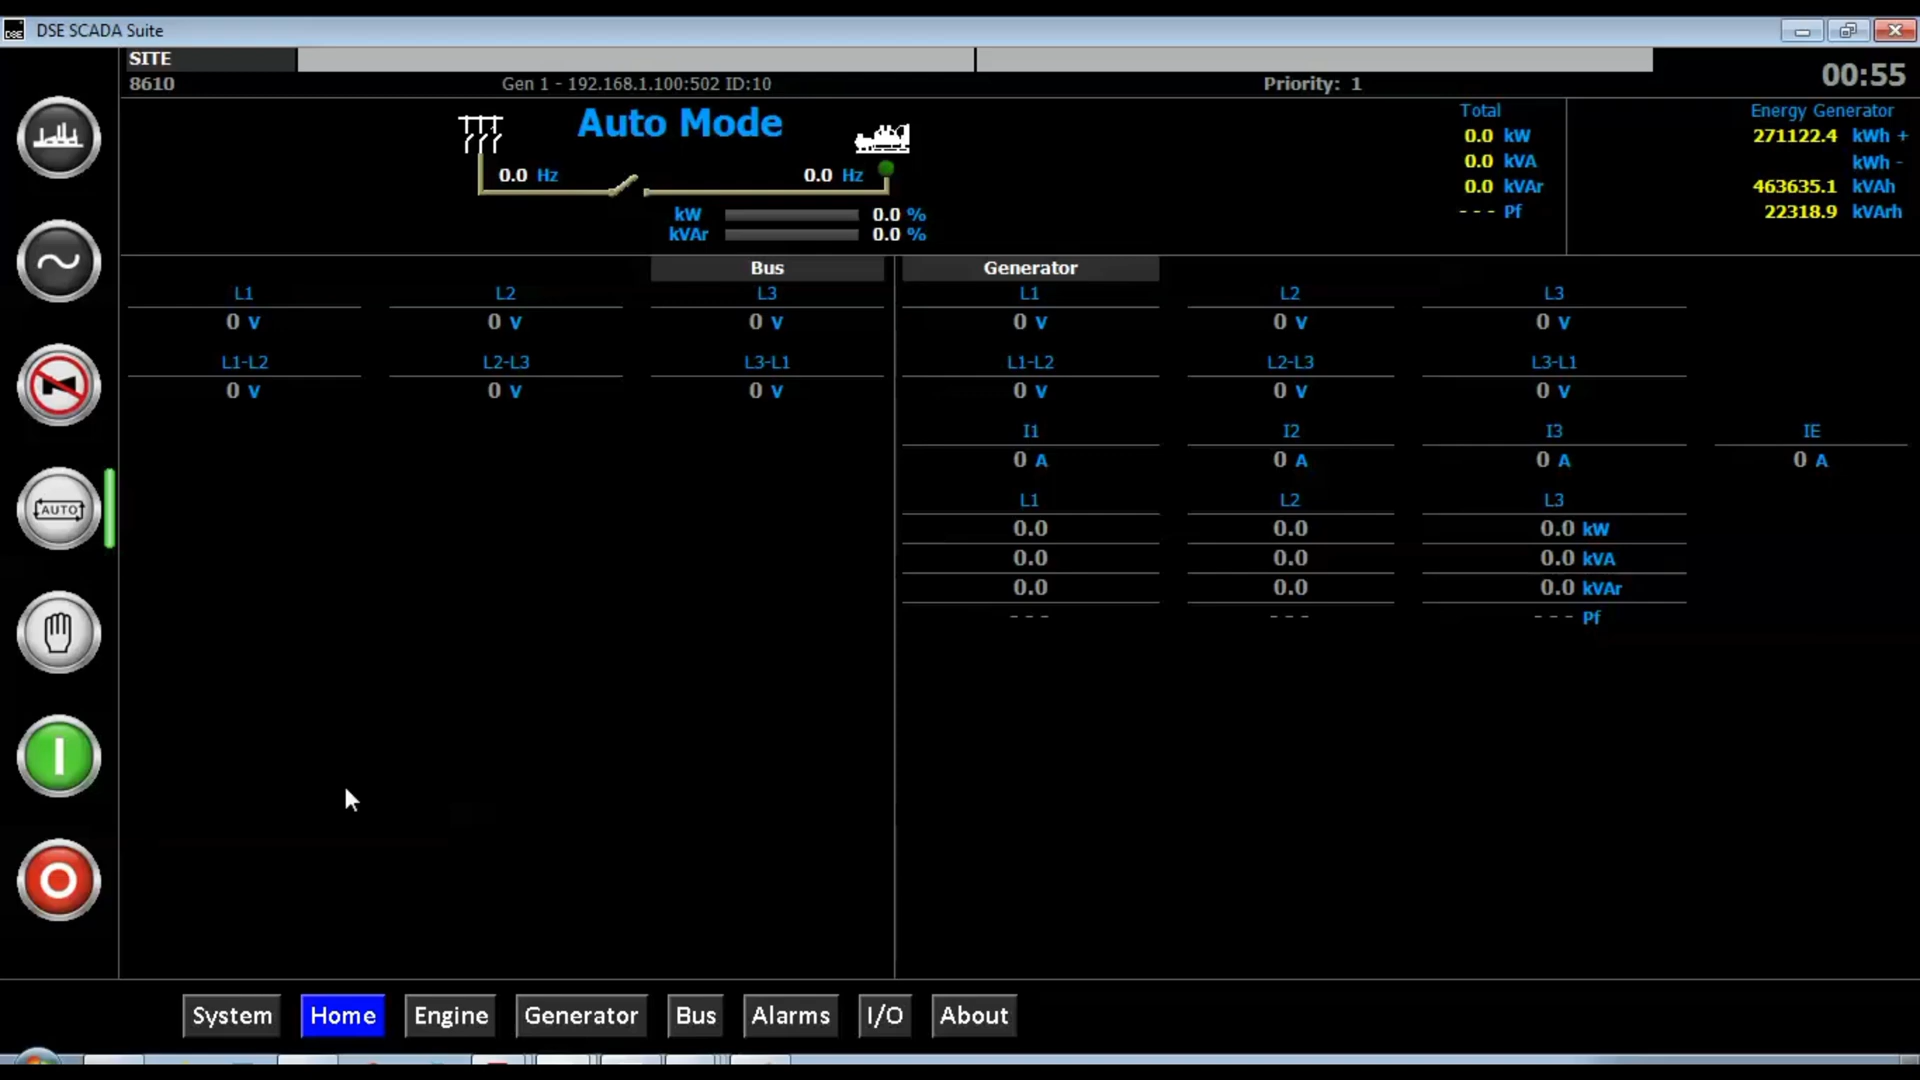 DSE SCADA Suite
SITE
8610
Gen 1 - 192.168.1.100:502 ID:10
Priority: 1
00:55
Auto Mode
0.0 Hz
0.0 Hz
kW 0.0 %
kVAr 0.0 %
Total
0.0 kW
0.0 kVA
0.0 kVAr
- - - Pf
Energy Generator
271122.4 kWh +
kWh -
463635.1 kVAh
22318.9 kVArh
Bus
L1 L2 L3
0 V 0 V 0 V
L1-L2 L2-L3 L3-L1
0 V 0 V 0 V
Generator
L1 L2 L3
0 V 0 V 0 V
L1-L2 L2-L3 L3-L1
0 V 0 V 0 V
I1 I2 I3 IE
0 A 0 A 0 A 0 A
L1 L2 L3
0.0 0.0 0.0 kW
0.0 0.0 0.0 kVA
0.0 0.0 0.0 kVAr
- - - - - - - - - Pf
AUTO
System Home Engine Generator Bus Alarms I/O About